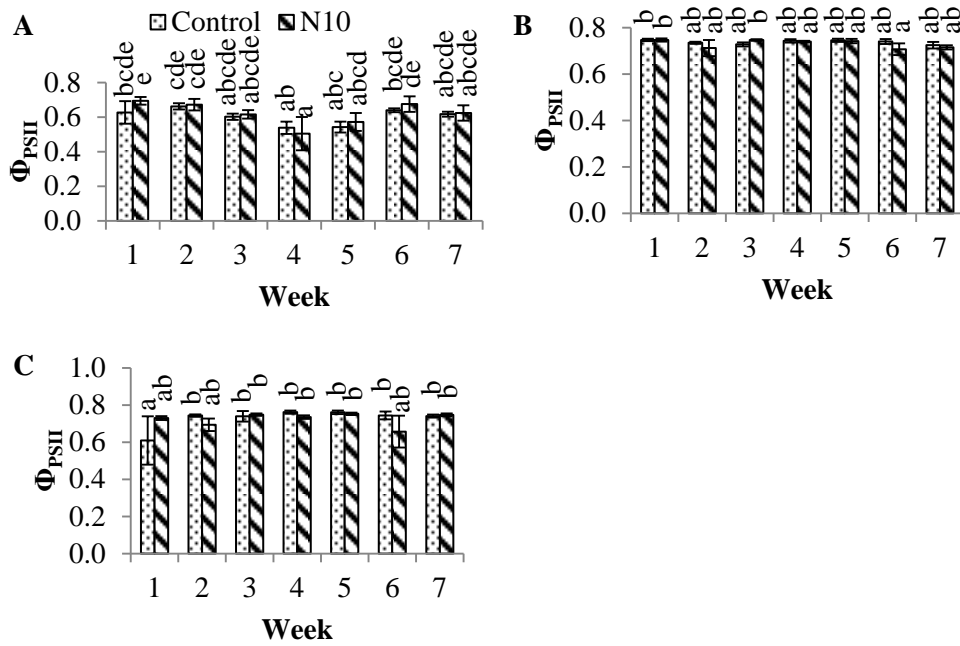 A
Control N10
bcde e cde cde abcde abcde ab a abc abcd bcde de abcde abcde
0.8
0.6
0.4
0.2
0.0
ΦPSII
1 2 3 4 5 6 7
Week
B
b b ab ab ab b ab ab ab ab ab a ab ab
0.8
0.6
0.4
0.2
0.0
ΦPSII
1 2 3 4 5 6 7
Week
C
a ab b ab b b b b b b b ab b b
1.0
0.8
0.6
0.4
0.2
0.0
ΦPSII
1 2 3 4 5 6 7
Week